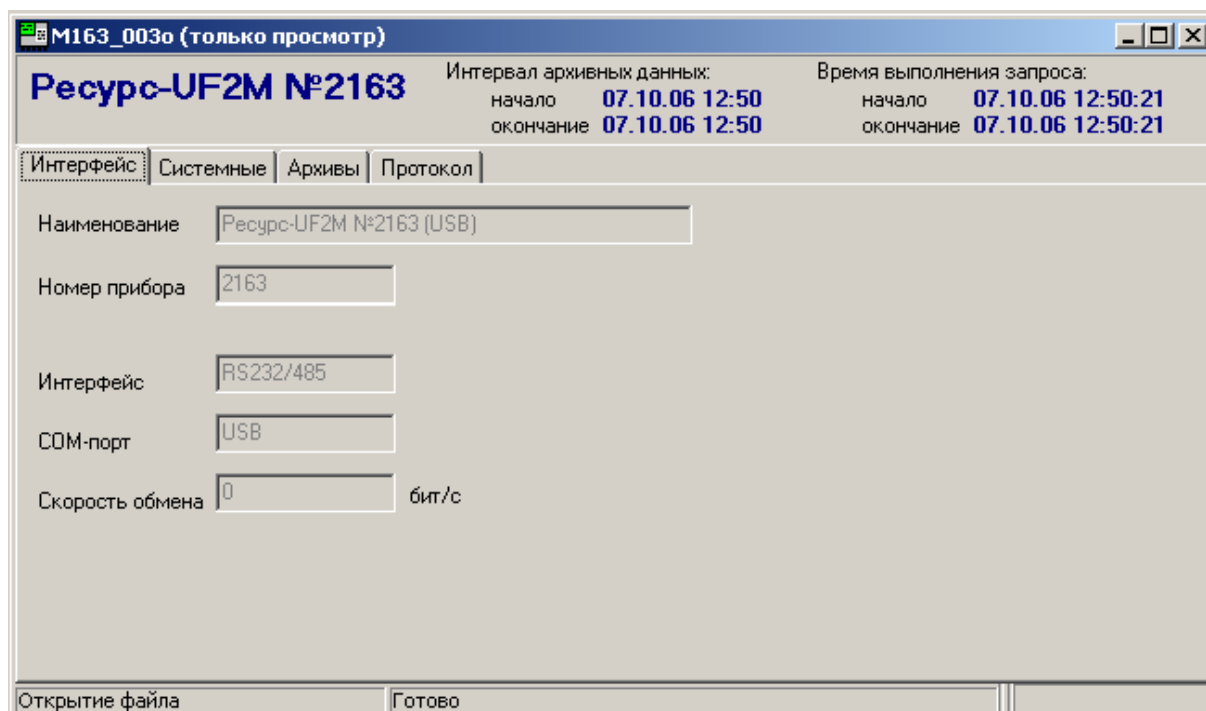 М163_003о (только просмотр)
Ресурс-UF2M №2163
Интервал архивных данных:
начало 07.10.06 12:50
окончание 07.10.06 12:50
Время выполнения запроса:
начало 07.10.06 12:50:21
окончание 07.10.06 12:50:21
Интерфейс Системные Архивы Протокол
Наименование Ресурс-UF2M №2163 (USB)
Номер прибора 2163
Интерфейс RS232/485
COM-порт USB
Скорость обмена 0 бит/с
Открытие файла Готово